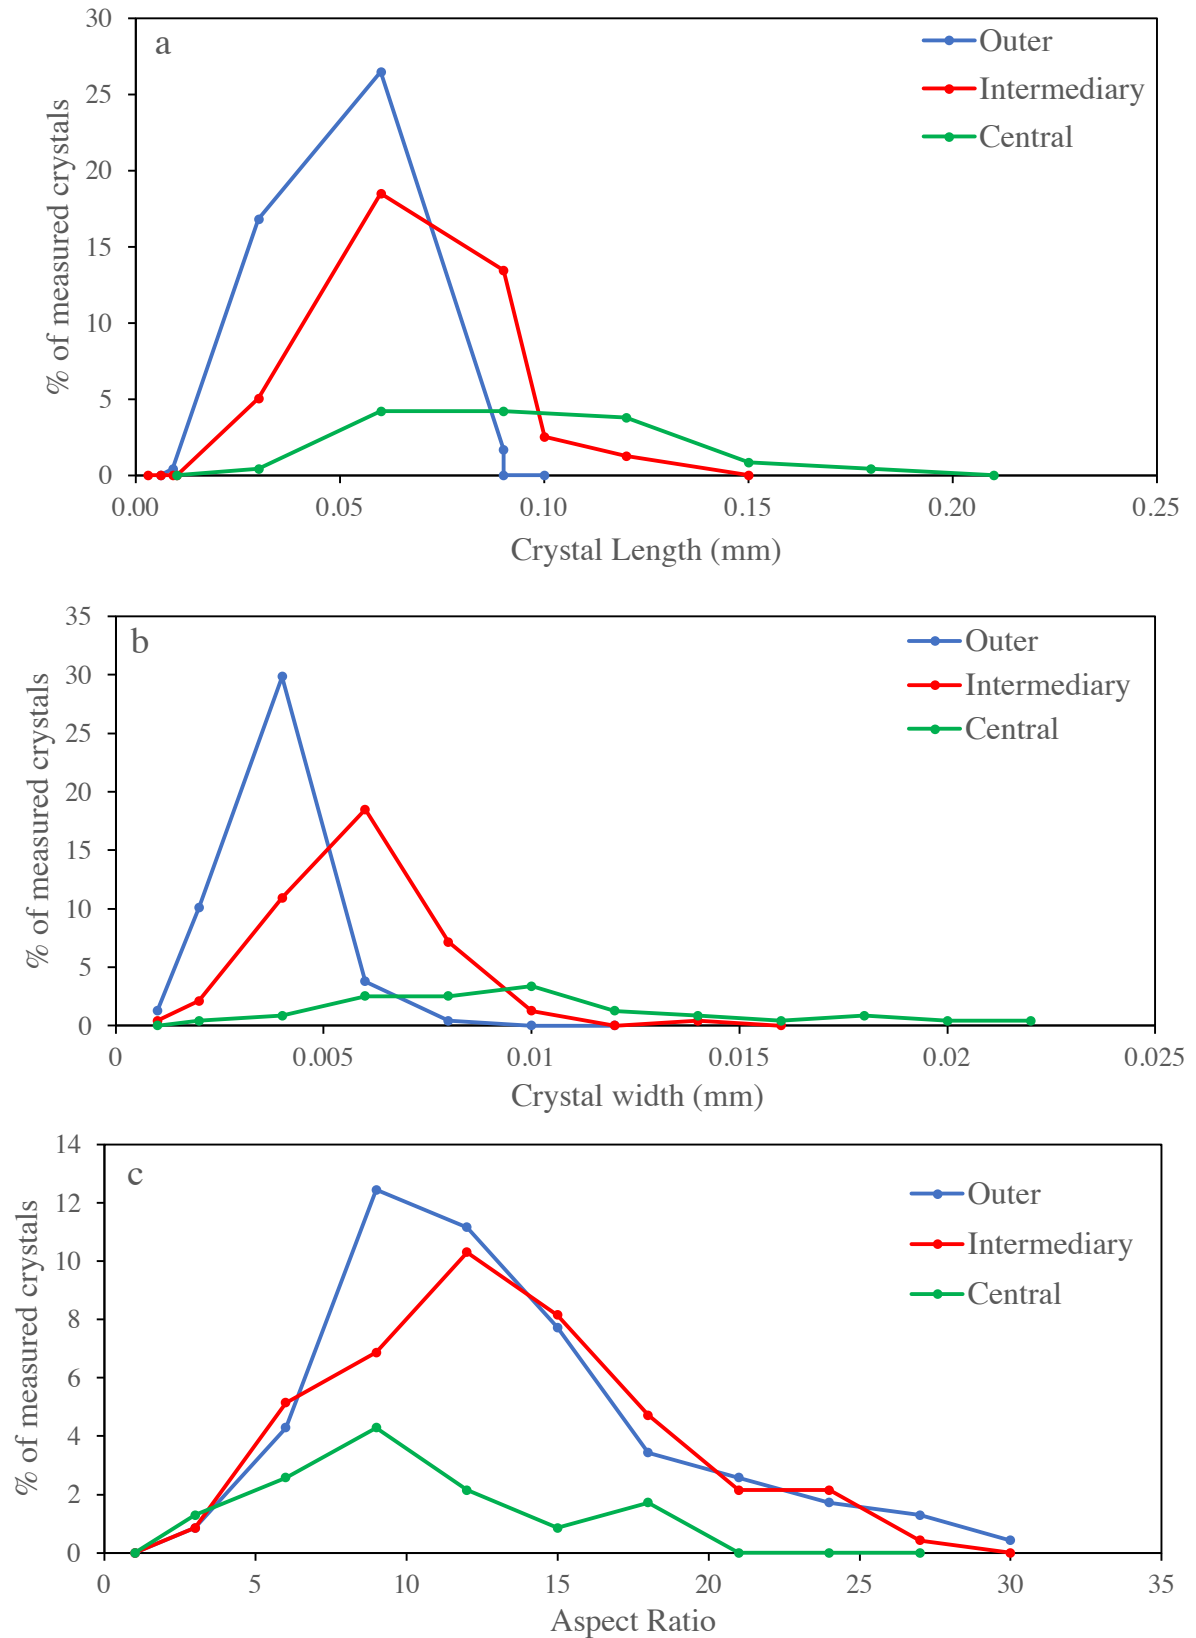 a
Outer
Intermediary
Central
% of measured crystals
30
25
20
15
10
5
0
0.00 0.05 0.10 0.15 0.20 0.25
Crystal Length (mm)
b
Outer
Intermediary
Central
% of measured crystals
35
30
25
20
15
10
5
0
0 0.005 0.01 0.015 0.02 0.025
Crystal width (mm)
c
Outer
Intermediary
Central
% of measured crystals
14
12
10
8
6
4
2
0
0 5 10 15 20 25 30 35
Aspect Ratio